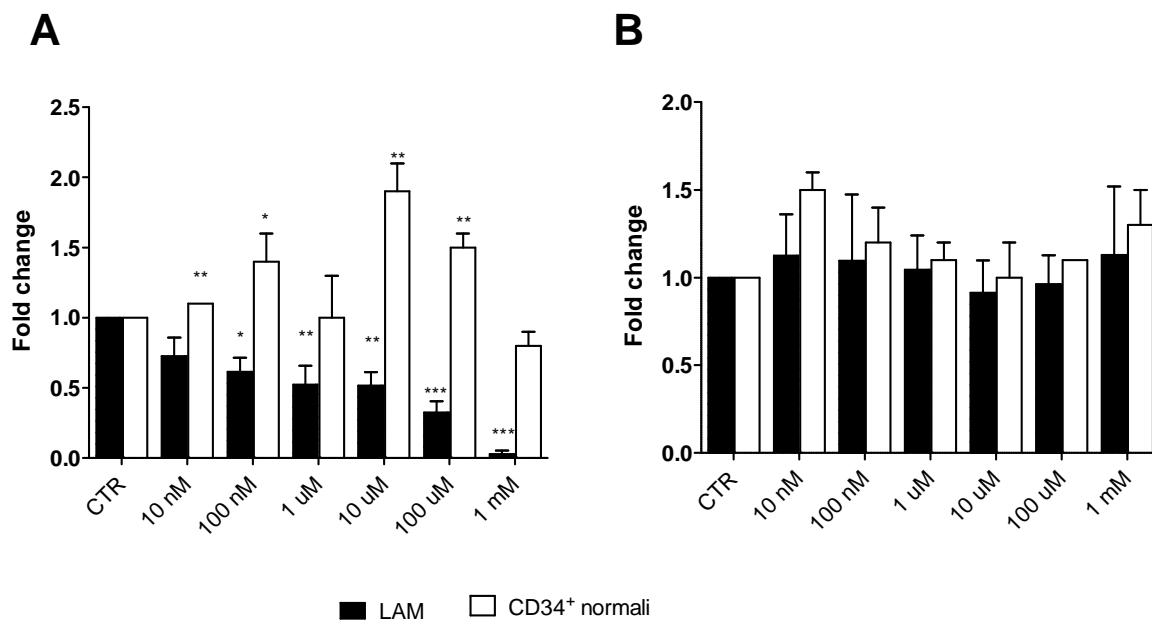 A
B
Fold change
2.5
2.0
1.5
1.0
0.5
0.0
**
*
**
**
*
**
**
***
***
CTR
10 nM
100 nM
1 uM
10 uM
100 uM
1 mM
Fold change
2.0
1.5
1.0
0.5
0.0
CTR
10 nM
100 nM
1 uM
10 uM
100 uM
1 mM
LAM CD34⁺ normali